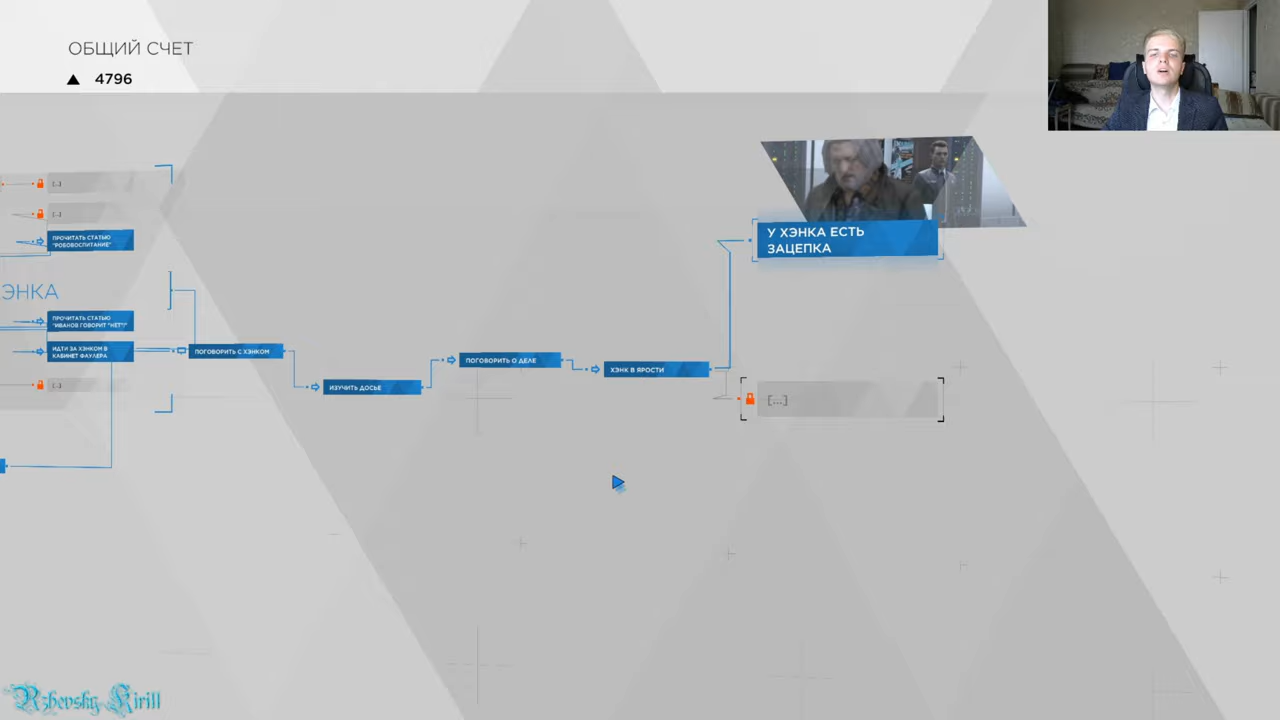 ОБЩИЙ СЧЕТ
4796
[...]
[...]
ПРОЧИТАТЬ СТАТЬЮ
"РОБОВОСПИТАНИЕ"
У ХЭНКА ЕСТЬ
ЗАЦЕПКА
ЭНКА
ПРОЧИТАТЬ СТАТЬЮ
"ИВАНОВ ГОВОРИТ "НЕТ"!"
ИДТИ ЗА ХЭНКОМ В
КАБИНЕТ ФАУЛЕРА
ПОГОВОРИТЬ С ХЭНКОМ
ПОГОВОРИТЬ О ДЕЛЕ
ХЭНК В ЯРОСТИ
[...]
ИЗУЧИТЬ ДОСЬЕ
[...]
Rzhevsky Kirill